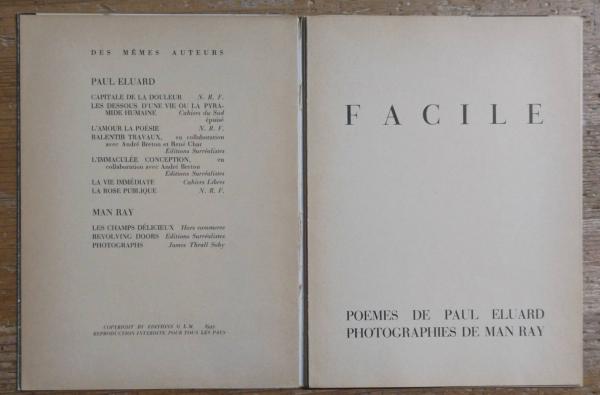 DES MÊMES AUTEURS
PAUL ELUARD
CAPITALE DE LA DOULEUR N. R. F.
LES DESSOUS D'UNE VIE OU LA PYRA-
MIDE HUMAINE Cahiers du Sud
épuisé
L'AMOUR LA POÉSIE N. R. F.
RALENTIR TRAVAUX, en collaboration
avec André Breton et René Char
Editions Surréalistes
L'IMMACULÉE CONCEPTION, en
collaboration avec André Breton
Editions Surréalistes
LA VIE IMMÉDIATE Cahiers Libres
LA ROSE PUBLIQUE N. R. F.
MAN RAY
LES CHAMPS DÉLICIEUX Hors commerce
REVOLVING DOORS Editions Surréalistes
PHOTOGRAPHS James Thrall Soby
COPYRIGHT BY EDITIONS G L M
REPRODUCTION INTERDITE POUR TOUS LES PAYS
FACILE
POEMES DE PAUL ELUARD
PHOTOGRAPHIES DE MAN RAY